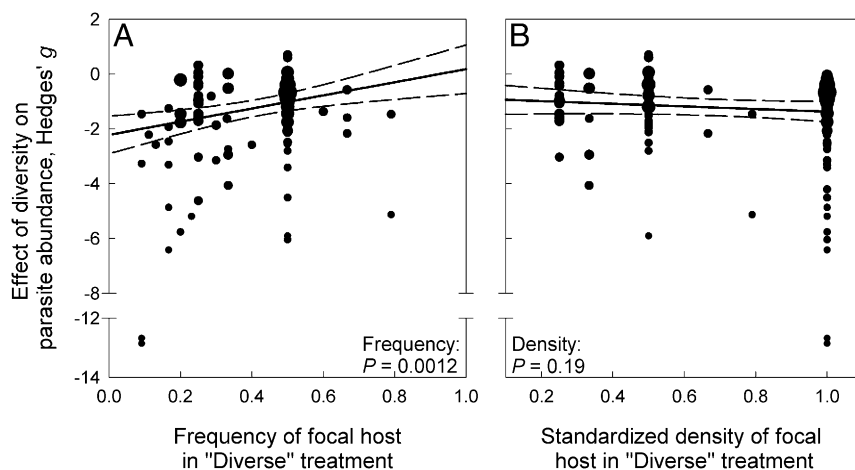 A
B
Effect of diversity on
parasite abundance, Hedges' g
2
0
-2
-4
-6
-8
-12
-14
Frequency:
P = 0.0012
Density:
P = 0.19
0.0 0.2 0.4 0.6 0.8 1.0
0.2 0.4 0.6 0.8 1.0
Frequency of focal host
in "Diverse" treatment
Standardized density of focal
host in "Diverse" treatment